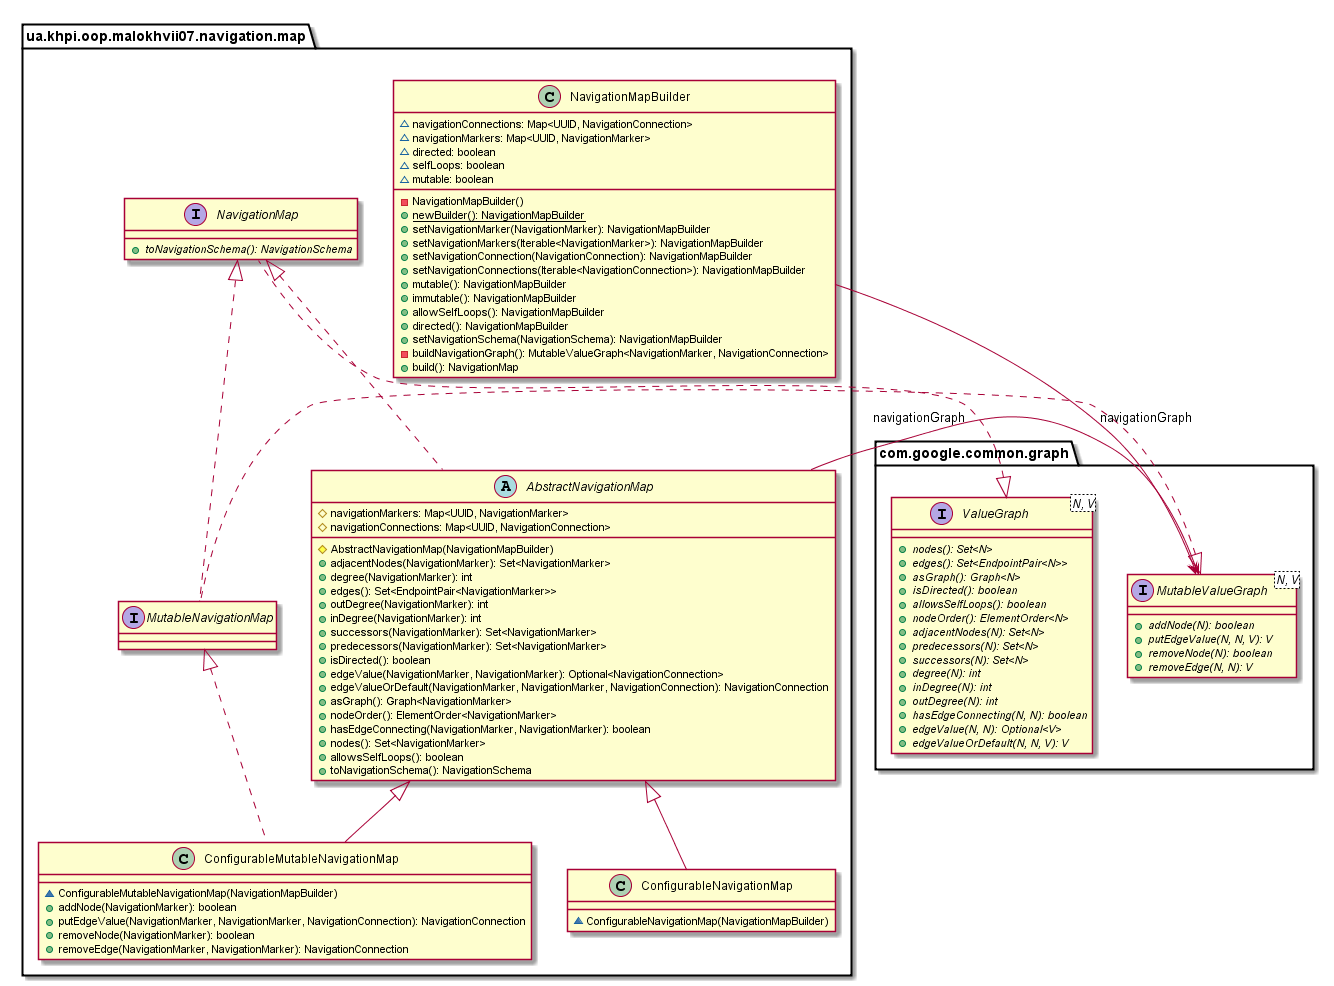 ua.khpi.oop.malokhvii07.navigation.map
NavigationMapBuilder
navigationConnections: Map<UUID, NavigationConnection>
navigationMarkers: Map<UUID, NavigationMarker>
directed: boolean
selfLoops: boolean
mutable: boolean
NavigationMapBuilder()
newBuilder(): NavigationMapBuilder
setNavigationMarker(NavigationMarker): NavigationMapBuilder
setNavigationMarkers(Iterable<NavigationMarker>): NavigationMapBuilder
setNavigationConnection(NavigationConnection): NavigationMapBuilder
setNavigationConnections(Iterable<NavigationConnection>): NavigationMapBuilder
mutable(): NavigationMapBuilder
immutable(): NavigationMapBuilder
allowSelfLoops(): NavigationMapBuilder
directed(): NavigationMapBuilder
setNavigationSchema(NavigationSchema): NavigationMapBuilder
buildNavigationGraph(): MutableValueGraph<NavigationMarker, NavigationConnection>
build(): NavigationMap
NavigationMap
toNavigationSchema(): NavigationSchema
navigationGraph
navigationGraph
com.google.common.graph
AbstractNavigationMap
navigationMarkers: Map<UUID, NavigationMarker>
navigationConnections: Map<UUID, NavigationConnection>
AbstractNavigationMap(NavigationMapBuilder)
adjacentNodes(NavigationMarker): Set<NavigationMarker>
degree(NavigationMarker): int
edges(): Set<EndpointPair<NavigationMarker>>
outDegree(NavigationMarker): int
inDegree(NavigationMarker): int
successors(NavigationMarker): Set<NavigationMarker>
predecessors(NavigationMarker): Set<NavigationMarker>
isDirected(): boolean
edgeValue(NavigationMarker, NavigationMarker): Optional<NavigationConnection>
edgeValueOrDefault(NavigationMarker, NavigationMarker, NavigationConnection): NavigationConnection
asGraph(): Graph<NavigationMarker>
nodeOrder(): ElementOrder<NavigationMarker>
hasEdgeConnecting(NavigationMarker, NavigationMarker): boolean
nodes(): Set<NavigationMarker>
allowsSelfLoops(): boolean
toNavigationSchema(): NavigationSchema
ValueGraph
N, V
nodes(): Set<N>
edges(): Set<EndpointPair<N>>
asGraph(): Graph<N>
isDirected(): boolean
allowsSelfLoops(): boolean
nodeOrder(): ElementOrder<N>
adjacentNodes(N): Set<N>
predecessors(N): Set<N>
successors(N): Set<N>
degree(N): int
inDegree(N): int
outDegree(N): int
hasEdgeConnecting(N, N): boolean
edgeValue(N, N): Optional<V>
edgeValueOrDefault(N, N, V): V
MutableValueGraph
N, V
addNode(N): boolean
putEdgeValue(N, N, V): V
removeNode(N): boolean
removeEdge(N, N): V
MutableNavigationMap
ConfigurableMutableNavigationMap
ConfigurableMutableNavigationMap(NavigationMapBuilder)
addNode(NavigationMarker): boolean
putEdgeValue(NavigationMarker, NavigationMarker, NavigationConnection): NavigationConnection
removeNode(NavigationMarker): boolean
removeEdge(NavigationMarker, NavigationMarker): NavigationConnection
ConfigurableNavigationMap
ConfigurableNavigationMap(NavigationMapBuilder)